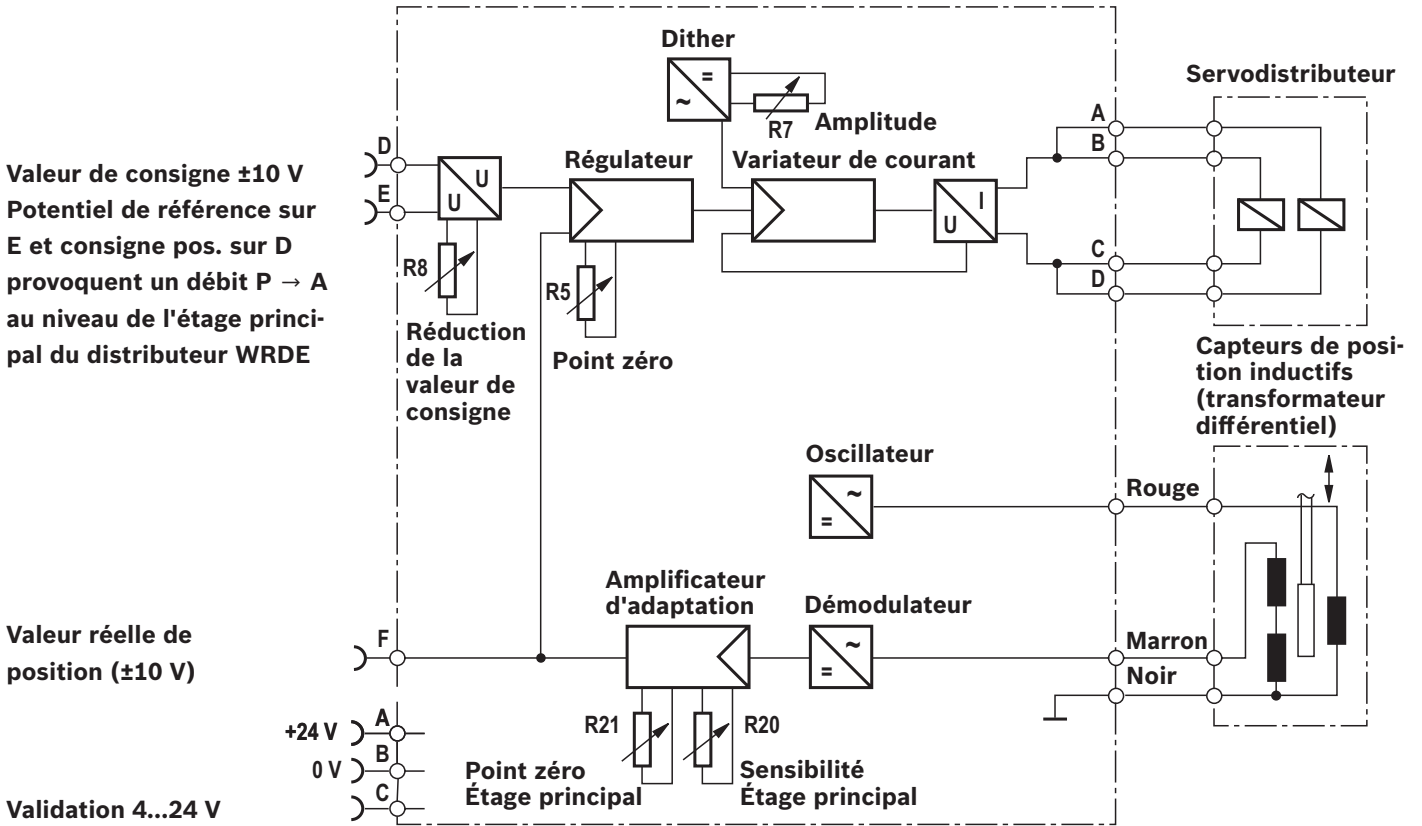 Dither
=
~
R7
Amplitude
Servodistributeur
Valeur de consigne ±10 V
Potentiel de référence sur
E et consigne pos. sur D
provoquent un débit P → A
au niveau de l'étage princi-
pal du distributeur WRDE
D
E
U
U
R8
Réduction
de la
valeur de
consigne
Régulateur
R5
Point zéro
Variateur de courant
I
U
A
B
C
D
Capteurs de posi-
tion inductifs
(transformateur
différentiel)
Oscillateur
~
=
Rouge
Amplificateur
d'adaptation
Démodulateur
~
=
Marron
Noir
Valeur réelle de
position (±10 V)
F
R21
R20
Point zéro
Étage principal
Sensibilité
Étage principal
+24 V
A
0 V
B
Validation 4...24 V
C